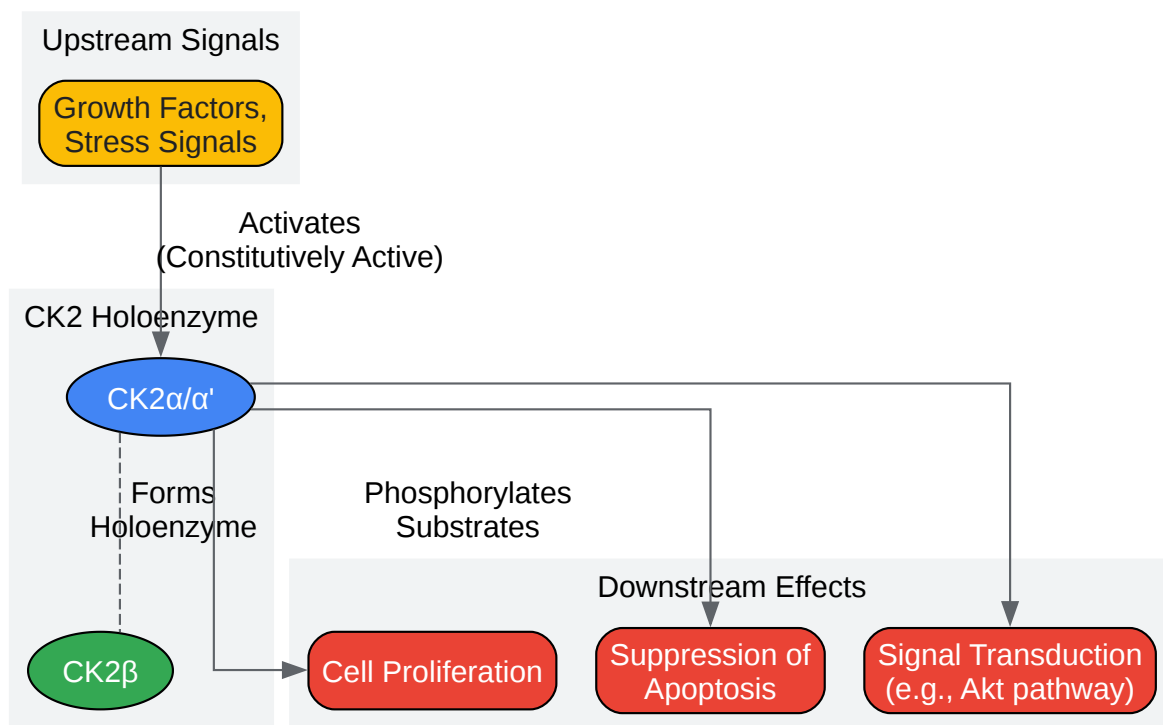 Upstream Signals
Growth Factors,
Stress Signals
Activates
(Constitutively Active)
CK2 Holoenzyme
CK2α/α'
Forms
Holoenzyme
Phosphorylates
Substrates
Downstream Effects
CK2β
Cell Proliferation
Suppression of
Apoptosis
Signal Transduction
(e.g., Akt pathway)